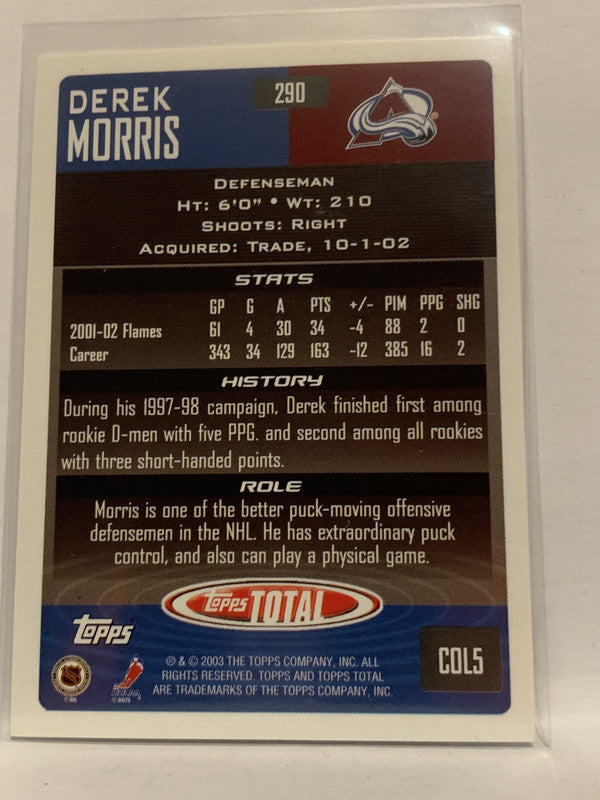 DEREK
MORRIS
290
DEFENSEMAN
HT: 6'0" • WT: 210
SHOOTS: RIGHT
ACQUIRED: TRADE, 10-1-02
STATS
GP G A PTS +/- PIM PPG SHG
2001-02 Flames 61 4 30 34 -4 88 2 0
Career 343 34 129 163 -12 385 16 2
HISTORY
During his 1997-98 campaign, Derek finished first among
rookie D-men with five PPG. and second among all rookies
with three short-handed points.
ROLE
Morris is one of the better puck-moving offensive
defensemen in the NHL. He has extraordinary puck
control, and also can play a physical game.
topps TOTAL
topps
COL5
℗ & © 2003 THE TOPPS COMPANY, INC. ALL
RIGHTS RESERVED. TOPPS AND TOPPS TOTAL
ARE TRADEMARKS OF THE TOPPS COMPANY, INC.
NHLPA
© NHL
© NHLPA